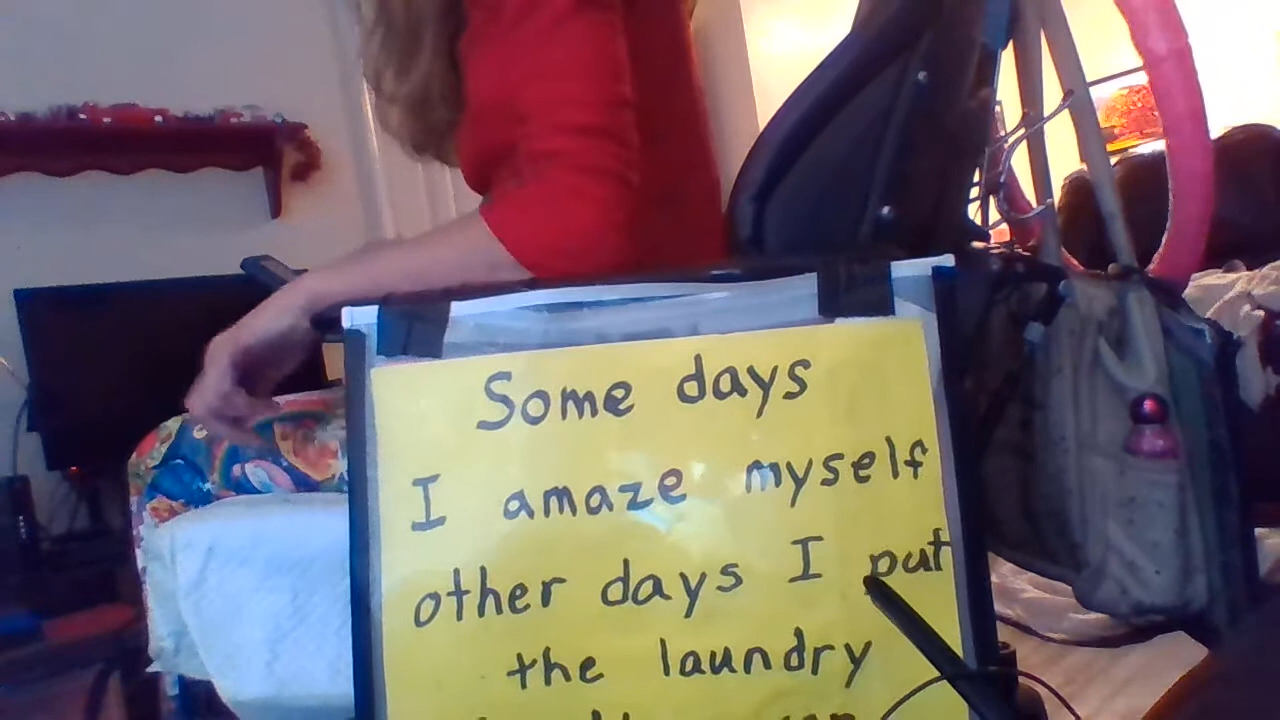 Some days
I amaze myself
other days I put
the laundry